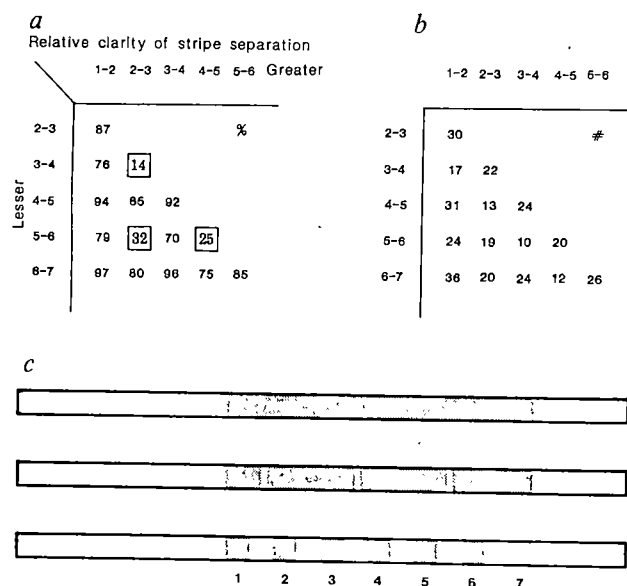 a
Relative clarity of stripe separation
1-2 2-3 3-4 4-5 5-6 Greater
Lesser
2-3 87 %
3-4 76 14
4-5 94 85 92
5-6 79 32 70 25
6-7 97 80 96 75 85
b
1-2 2-3 3-4 4-5 5-6
2-3 30 #
3-4 17 22
4-5 31 13 24
5-6 24 19 10 20
6-7 36 20 24 12 26
c
1 2 3 4 5 6 7